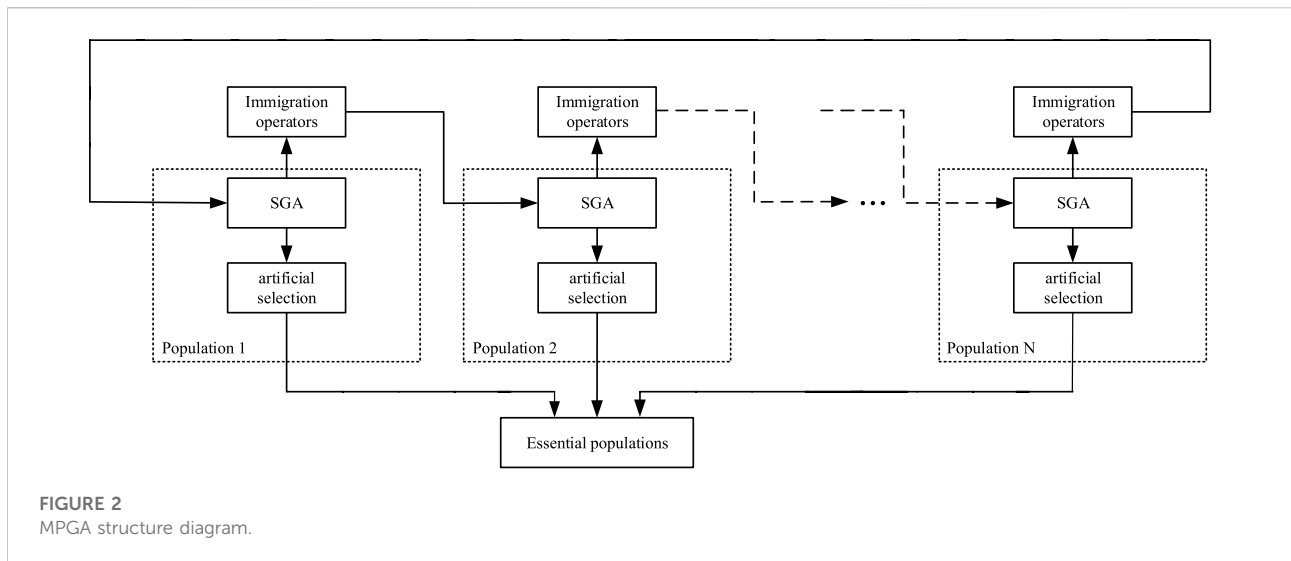 Immigration
operators
Immigration
operators
Immigration
operators
SGA
SGA
...
SGA
artificial
selection
artificial
selection
artificial
selection
Population 1
Population 2
Population N
Essential populations
FIGURE 2
MPGA structure diagram.